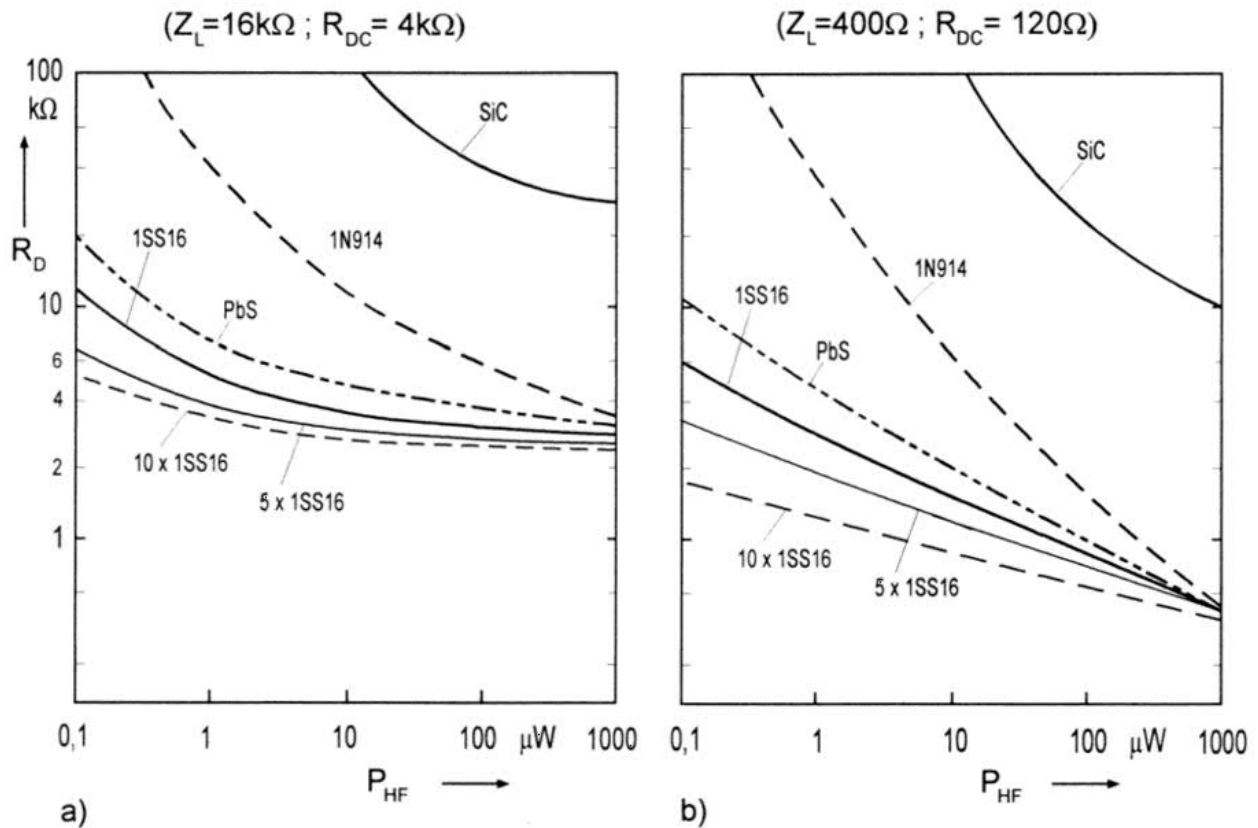 (Z_L=16kΩ ; R_DC= 4kΩ)
100
kΩ
R_D
10
6
4
2
1
SiC
1SS16
1N914
PbS
10 x 1SS16
5 x 1SS16
0,1 1 10 100 µW 1000
P_HF
a)
(Z_L=400Ω ; R_DC= 120Ω)
SiC
1N914
1SS16
PbS
10 x 1SS16
5 x 1SS16
0,1 1 10 100 µW 1000
P_HF
b)